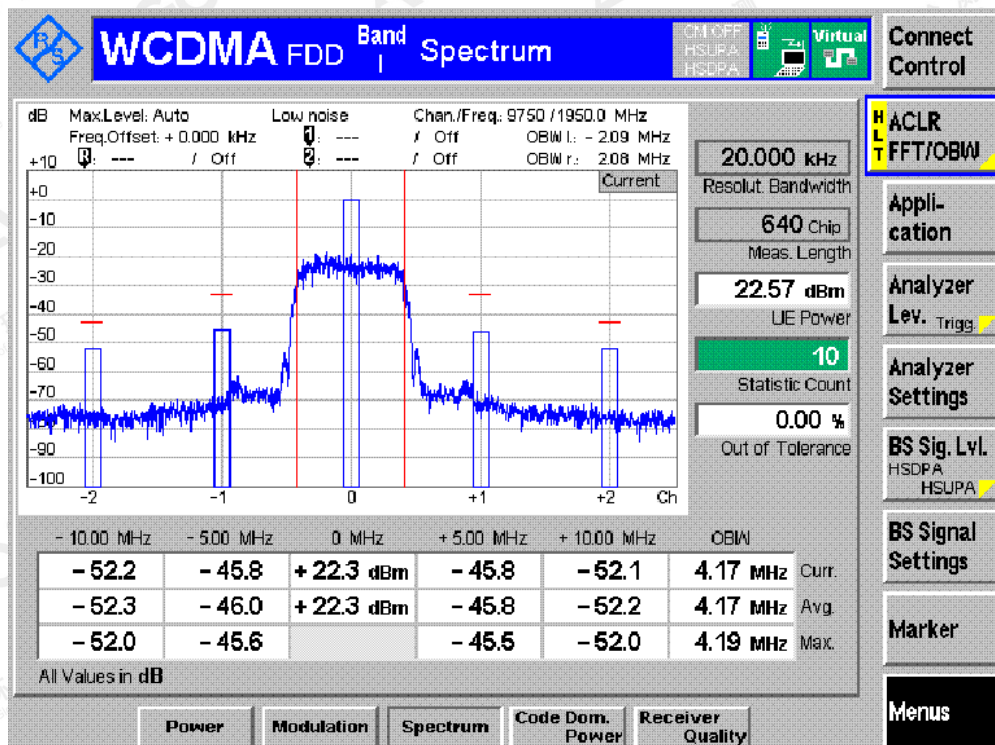 R/S
WCDMA FDD Band I Spectrum
CM OFF
HSUPA
HSDPA
Virtual
Connect Control
dB Max.Level: Auto Low noise Chan./Freq.: 9750 / 1950.0 MHz
Freq.Offset: + 0.000 kHz 1: --- / Off OBW l.: - 2.09 MHz
+10 R: --- / Off 2: --- / Off OBW r.: 2.08 MHz
Current
+0
-10
-20
-30
-40
-50
-60
-70
-80
-90
-100
-2 -1 0 +1 +2 Ch
20.000 kHz
Resolut. Bandwidth
640 Chip
Meas. Length
22.57 dBm
UE Power
10
Statistic Count
0.00 %
Out of Tolerance
- 10.00 MHz - 5.00 MHz 0 MHz + 5.00 MHz + 10.00 MHz OBW
- 52.2 - 45.8 + 22.3 dBm - 45.8 - 52.1 4.17 MHz Curr.
- 52.3 - 46.0 + 22.3 dBm - 45.8 - 52.2 4.17 MHz Avg.
- 52.0 - 45.6 - 45.5 - 52.0 4.19 MHz Max.
All Values in dB
HLT
ACLR
FFT/OBW
Appli-
cation
Analyzer
Lev. Trigg.
Analyzer
Settings
BS Sig. Lvl.
HSDPA
HSUPA
BS Signal
Settings
Marker
Menus
Power Modulation Spectrum Code Dom. Power Receiver Quality